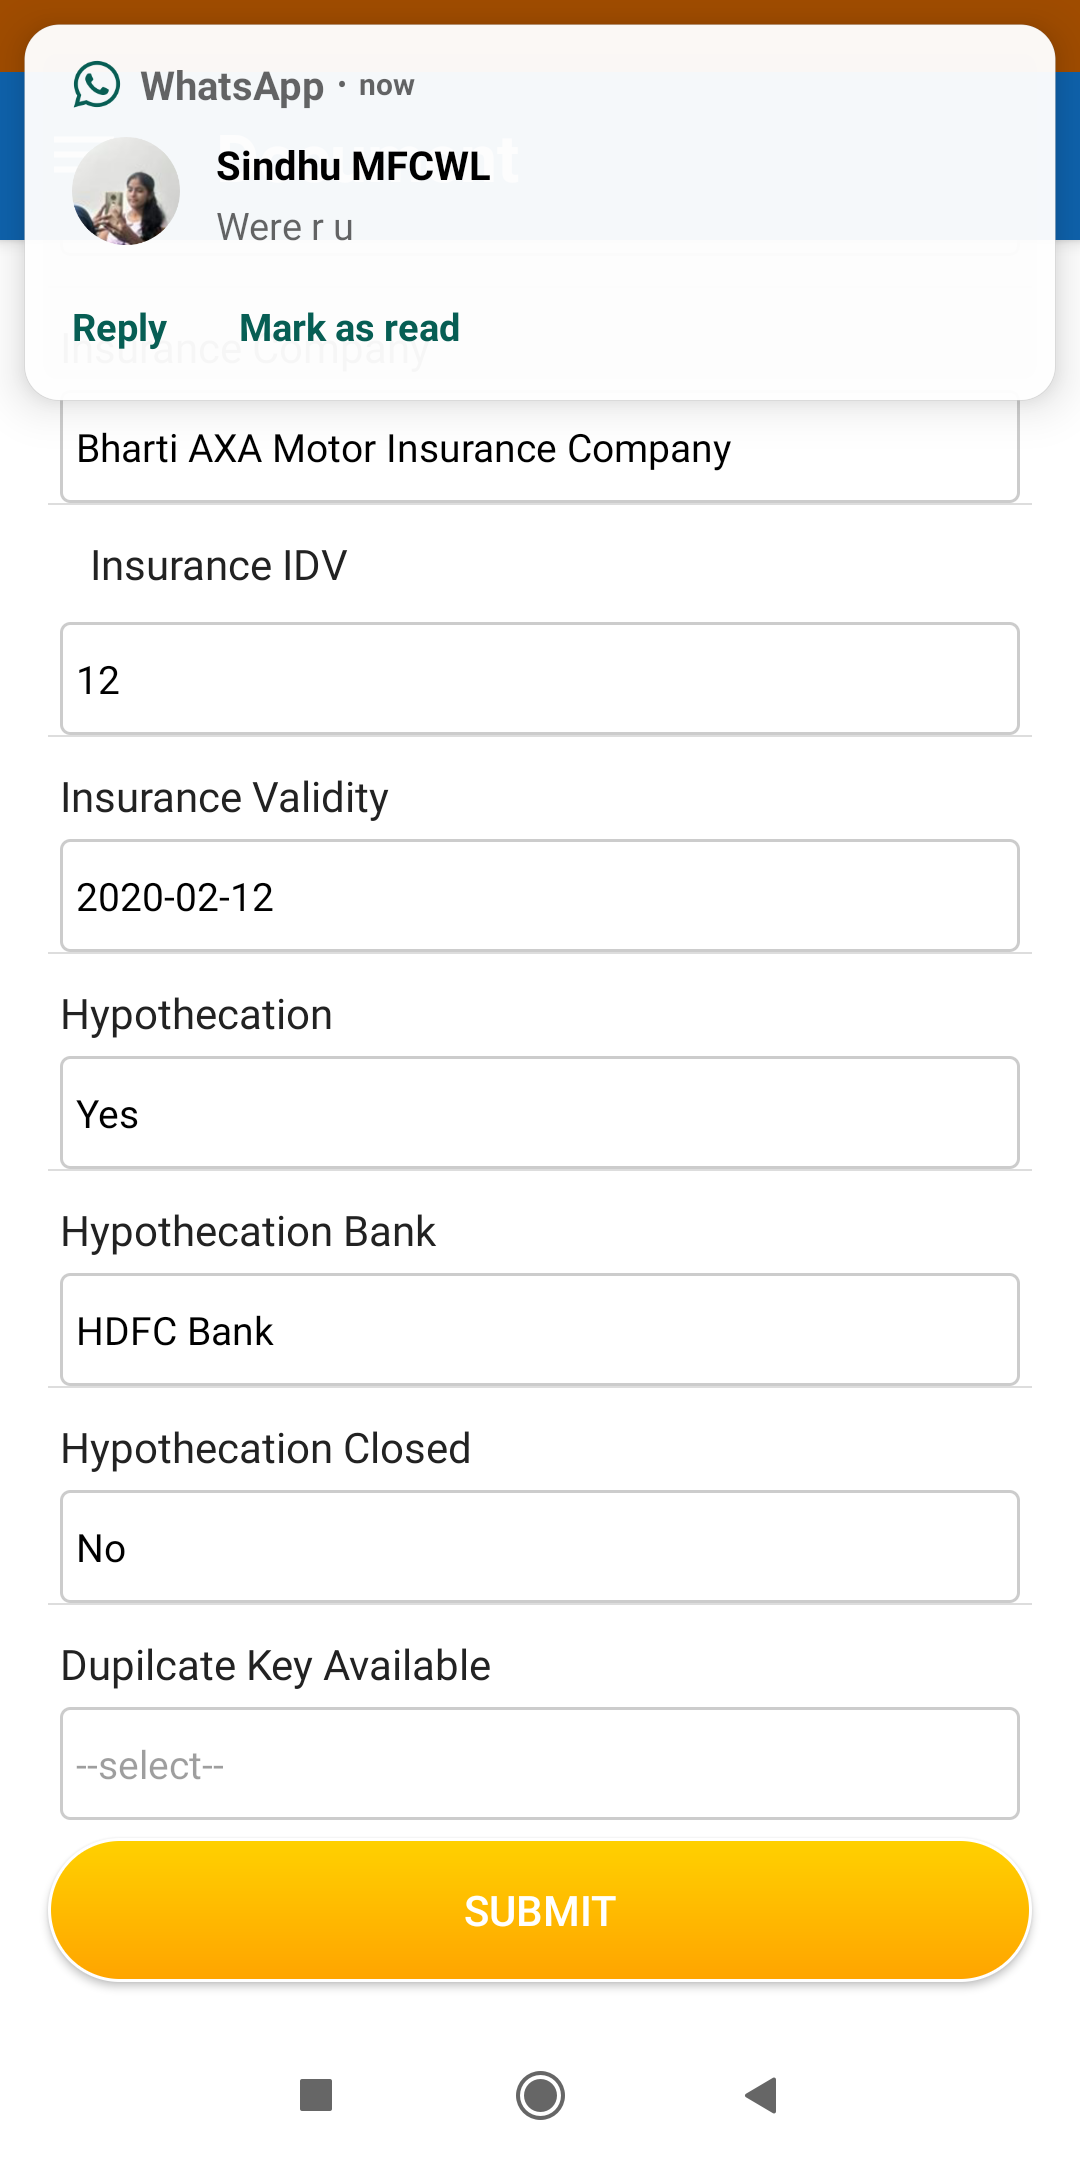 WhatsApp • now
Sindhu MFCWL
Were r u
Reply Mark as read
Insurance Company
Bharti AXA Motor Insurance Company
Insurance IDV
12
Insurance Validity
2020-02-12
Hypothecation
Yes
Hypothecation Bank
HDFC Bank
Hypothecation Closed
No
Dupilcate Key Available
--select--
SUBMIT